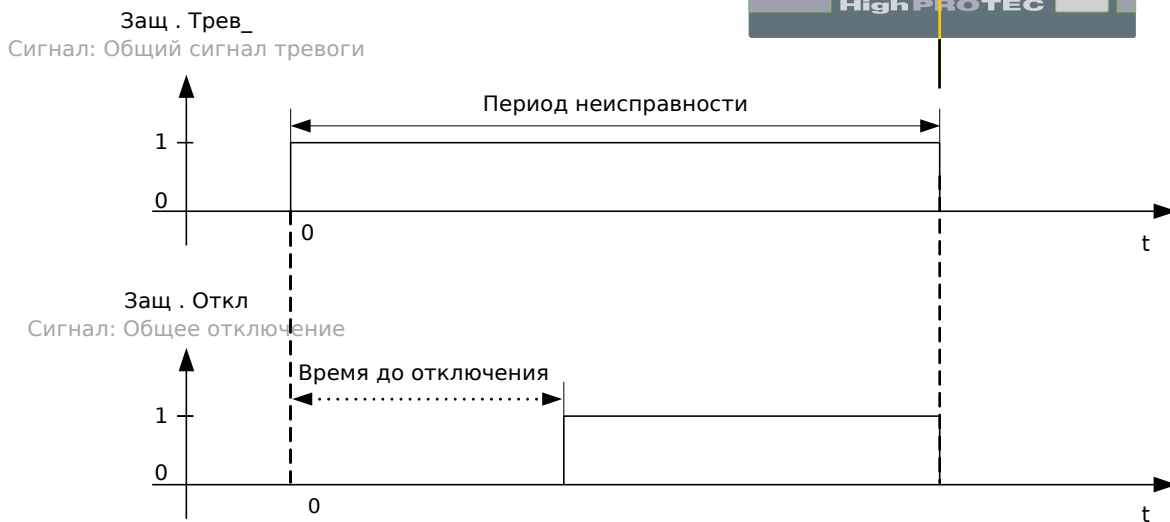 HighPROTEC
Защ . Трев_
Сигнал: Общий сигнал тревоги
Период неисправности
1
0
0
t
Защ . Откл
Сигнал: Общее отключение
Время до отключения
1
0
0
t